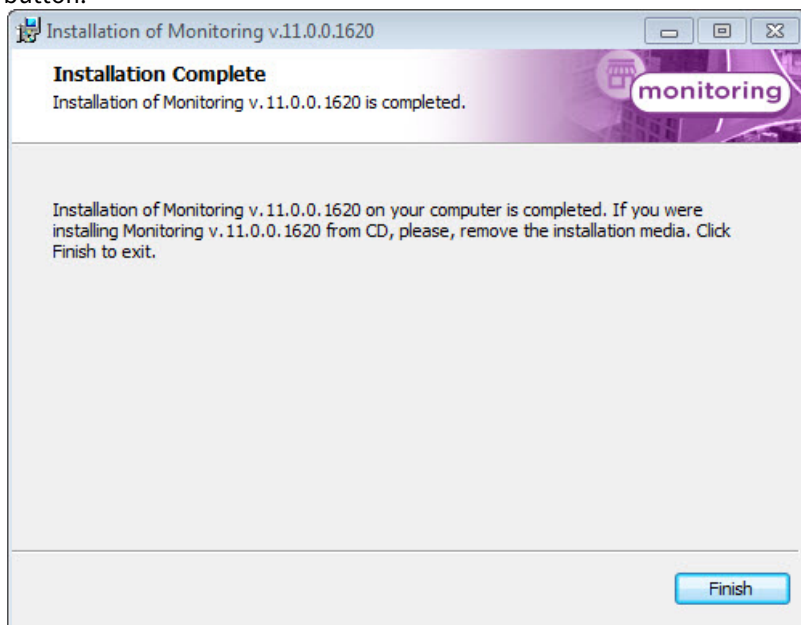 button.
Installation of Monitoring v.11.0.0.1620
Installation Complete
Installation of Monitoring v.11.0.0.1620 is completed.
monitoring
Installation of Monitoring v.11.0.0.1620 on your computer is completed. If you were
installing Monitoring v.11.0.0.1620 from CD, please, remove the installation media. Click
Finish to exit.
Finish